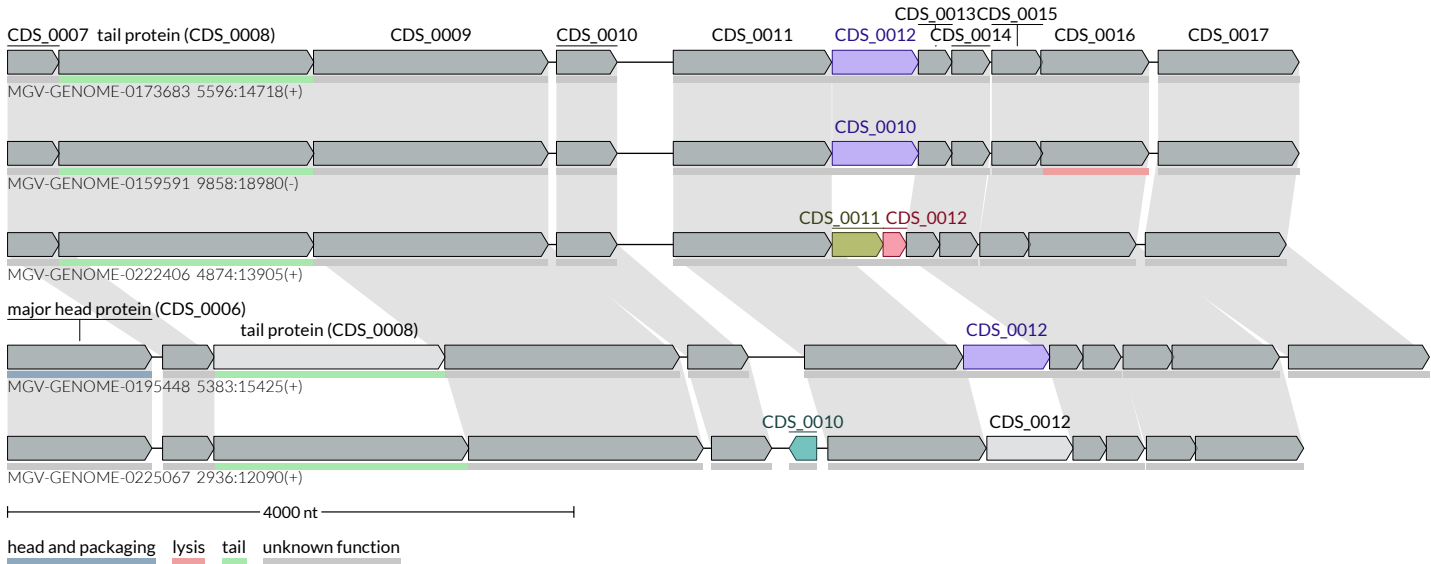 CDS_0013 CDS_0015
CDS_0007 tail protein (CDS_0008) CDS_0009 CDS_0010 CDS_0011 CDS_0012 CDS_0014 CDS_0016 CDS_0017
MGV-GENOME-0173683 5596:14718(+)
CDS_0010
MGV-GENOME-0159591 9858:18980(-)
CDS_0011 CDS_0012
MGV-GENOME-0222406 4874:13905(+)
major head protein (CDS_0006)
tail protein (CDS_0008) CDS_0012
MGV-GENOME-0195448 5383:15425(+)
CDS_0010 CDS_0012
MGV-GENOME-0225067 2936:12090(+)
4000 nt
head and packaging lysis tail unknown function